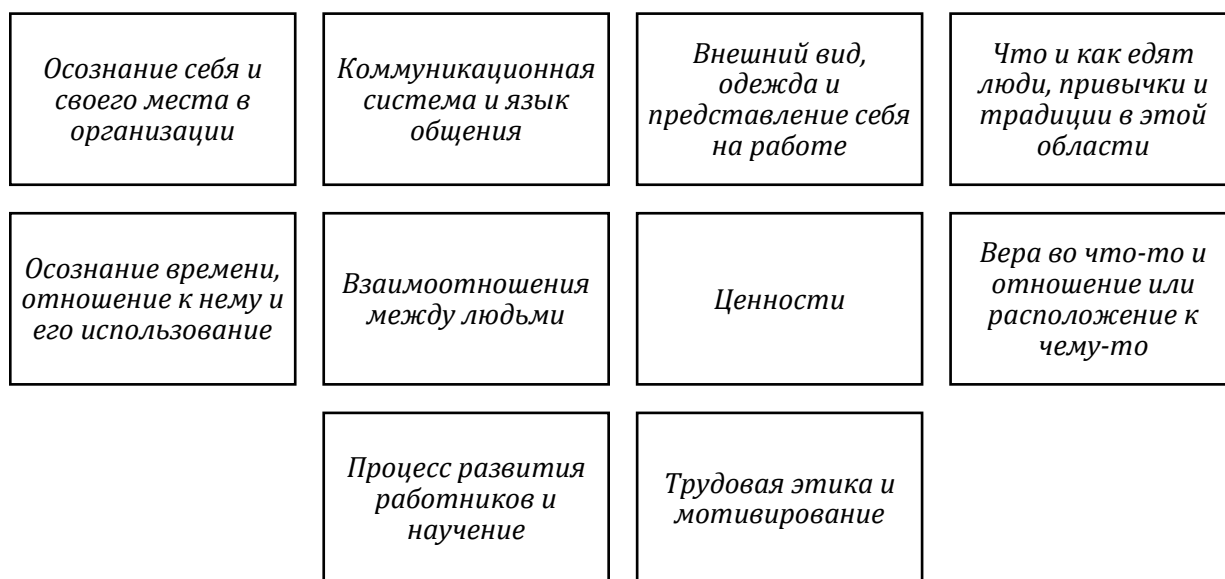 Осознание себя и
своего места в
организации
Коммуникационная
система и язык
общения
Внешний вид,
одежда и
представление себя
на работе
Что и как едят
люди, привычки и
традиции в этой
области
Осознание времени,
отношение к нему и
его использование
Взаимоотношения
между людьми
Ценности
Вера во что-то и
отношение или
расположение к
чему-то
Процесс развития
работников и
научение
Трудовая этика и
мотивирование